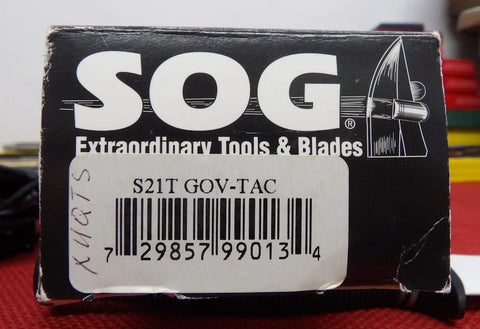 SOG®
Extraordinary Tools & Blades
S21T GOV-TAC
7 29857 99013 4